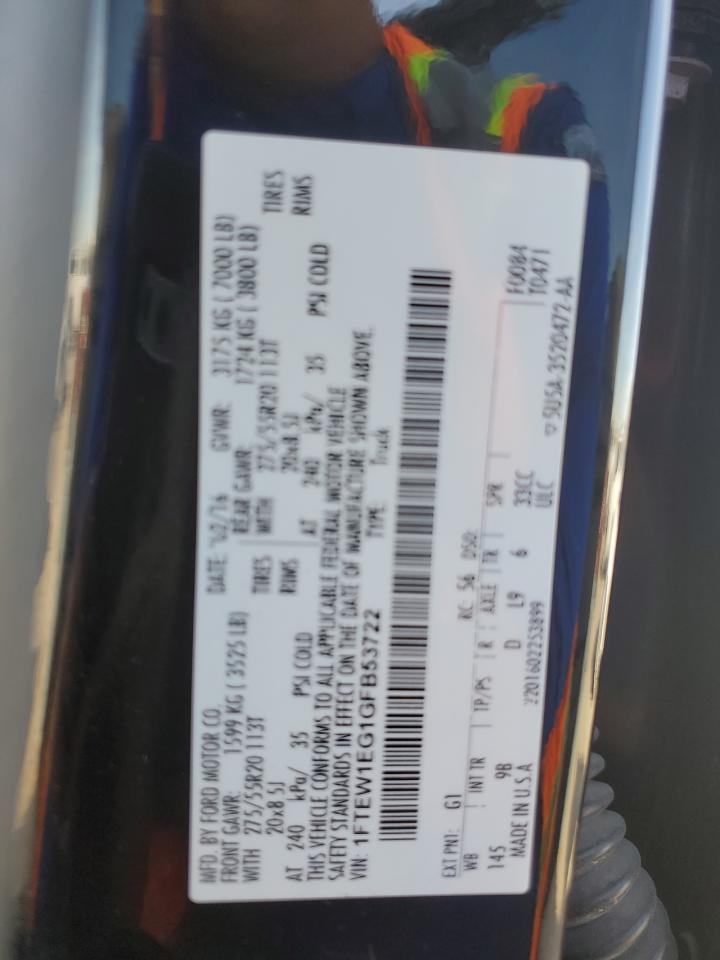 MFD. BY FORD MOTOR CO. DATE: 02/16 GVWR: 3175 KG ( 7000 LB)
FRONT GAWR: 1599 KG ( 3525 LB) REAR GAWR: 1724 KG ( 3800 LB)
WITH 275/55R20 113T TIRES WITH 275/55R20 113T TIRES
20x8.5J RIMS 20x8.5J RIMS
AT 240 kPa/ 35 PSI COLD AT 240 kPa/ 35 PSI COLD
THIS VEHICLE CONFORMS TO ALL APPLICABLE FEDERAL MOTOR VEHICLE
SAFETY STANDARDS IN EFFECT ON THE DATE OF MANUFACTURE SHOWN ABOVE.
VIN: 1FTEW1EG1GFB53722 TYPE: Truck
EXT PNT: G1 RC: 56 DSO: F0084
WB INT TR TP/PS R AXLE TR SPR T0471
145 9B D L9 6 33CC
MADE IN U.S.A 2201602253899 ULC ▽ 5U5A-3520472-AA